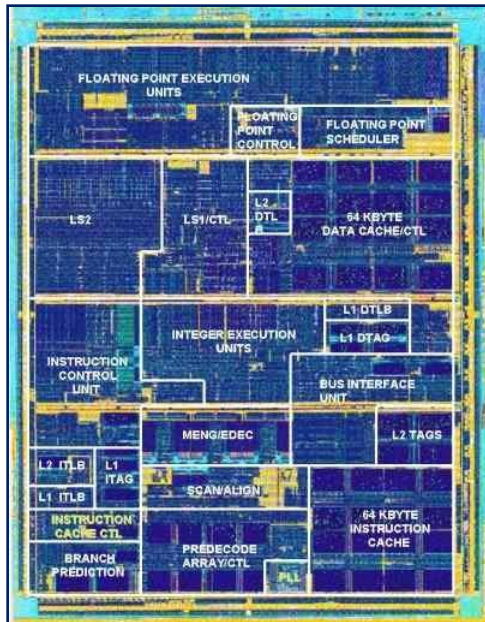 FLOATING POINT EXECUTION
UNITS
FLOATING
POINT
CONTROL
FLOATING POINT
SCHEDULER
LS2
LS1/CTL
L2
DTL
B
64 KBYTE
DATA CACHE/CTL
L1 DTLB
L1 DTAG
INTEGER EXECUTION
UNITS
INSTRUCTION
CONTROL
UNIT
BUS INTERFACE
UNIT
MENG/EDEC
L2 TAGS
L2 ITLB
L1
ITAG
L1 ITLB
SCAN/ALIGN
INSTRUCTION
CACHE CTL
64 KBYTE
INSTRUCTION
CACHE
BRANCH
PREDICTION
PREDECODE
ARRAY/CTL
PLL